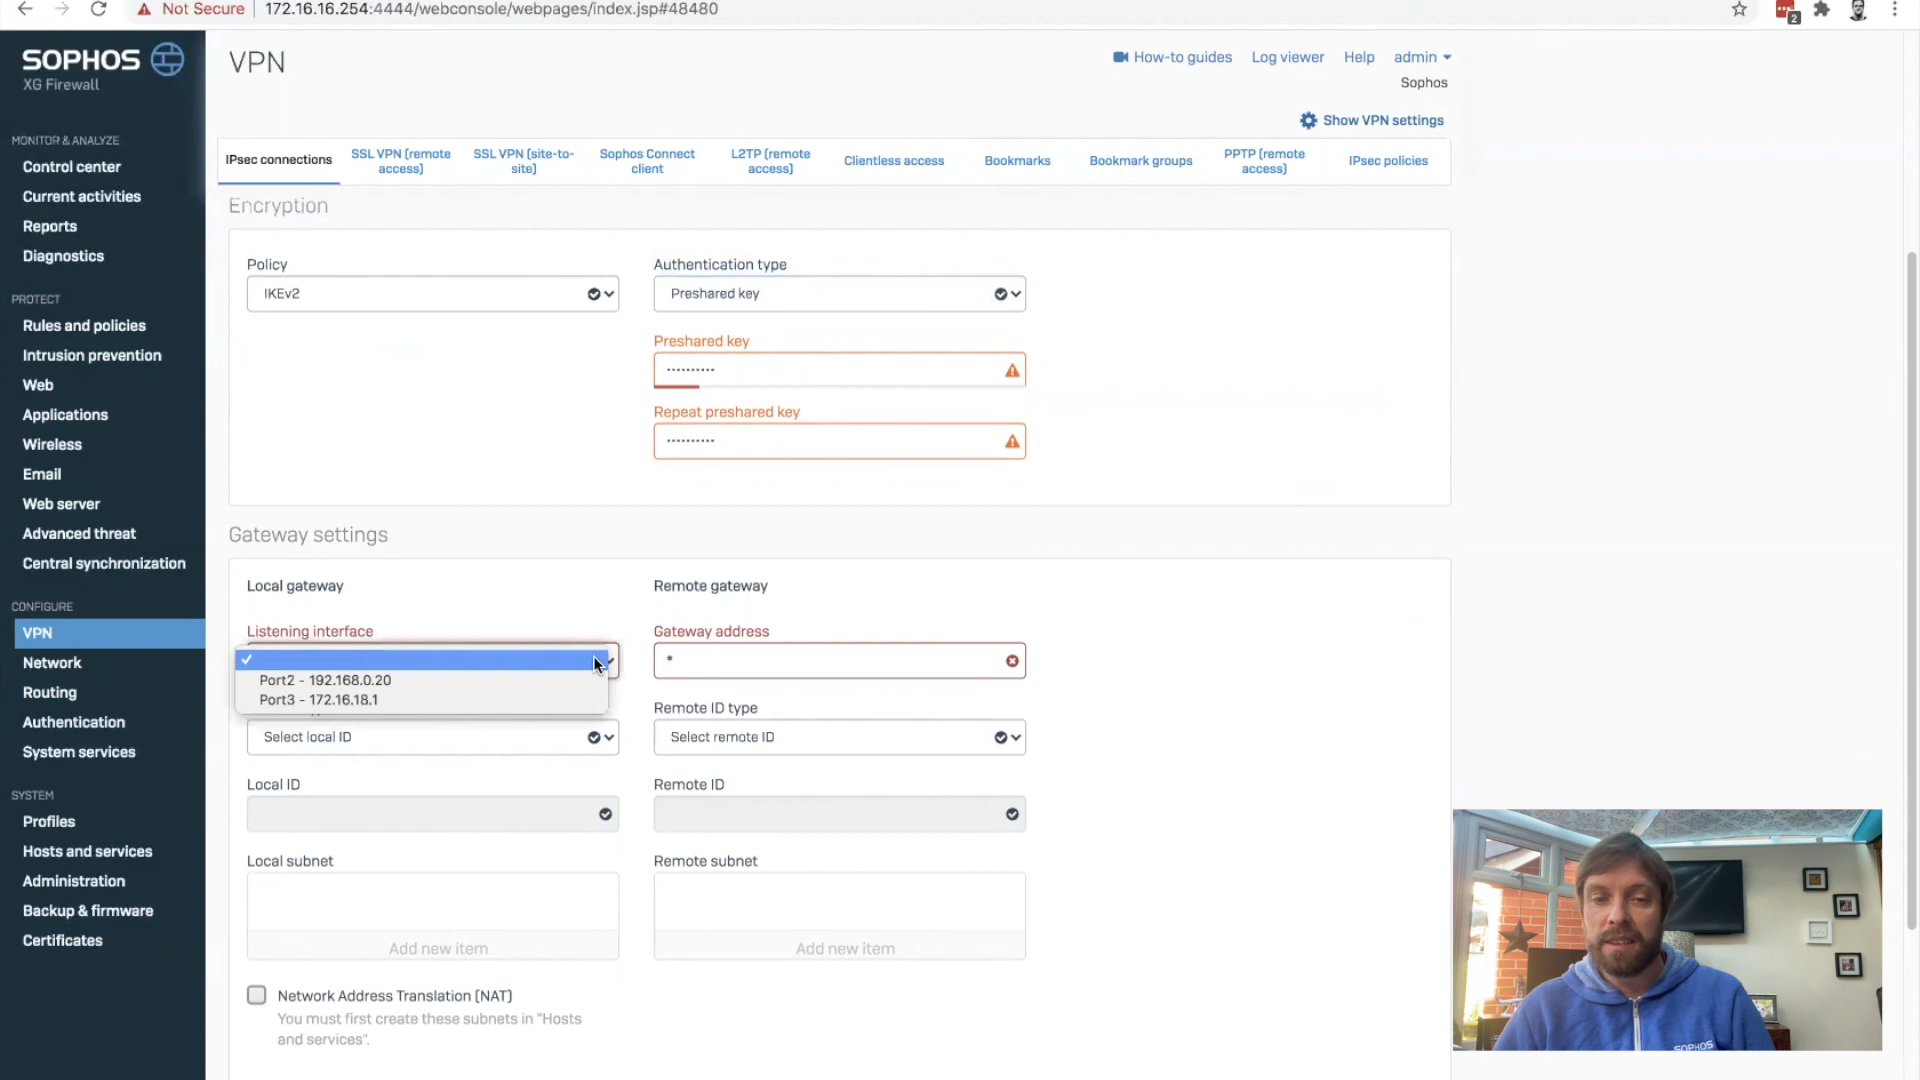 Not Secure
172.16.16.254:4444/webconsole/webpages/index.jsp#48480
2
SOPHOS
XG Firewall
VPN
How-to guides
Log viewer
Help
admin
Sophos
Show VPN settings
MONITOR & ANALYZE
Control center
Current activities
Reports
Diagnostics
PROTECT
Rules and policies
Intrusion prevention
Web
Applications
Wireless
Email
Web server
Advanced threat
Central synchronization
CONFIGURE
VPN
Network
Routing
Authentication
System services
SYSTEM
Profiles
Hosts and services
Administration
Backup & firmware
Certificates
IPsec connections
SSL VPN (remote
access)
SSL VPN (site-to-
site)
Sophos Connect
client
L2TP (remote
access)
Clientless access
Bookmarks
Bookmark groups
PPTP (remote
access)
IPsec policies
Encryption
Policy
IKEv2
Authentication type
Preshared key
Preshared key
Repeat preshared key
Gateway settings
Local gateway
Remote gateway
Listening interface
Port2 - 192.168.0.20
Port3 - 172.16.18.1
Gateway address
*
Select local ID
Remote ID type
Select remote ID
Local ID
Remote ID
Local subnet
Remote subnet
Add new item
Add new item
Network Address Translation (NAT)
You must first create these subnets in "Hosts
and services".
SOPHOS